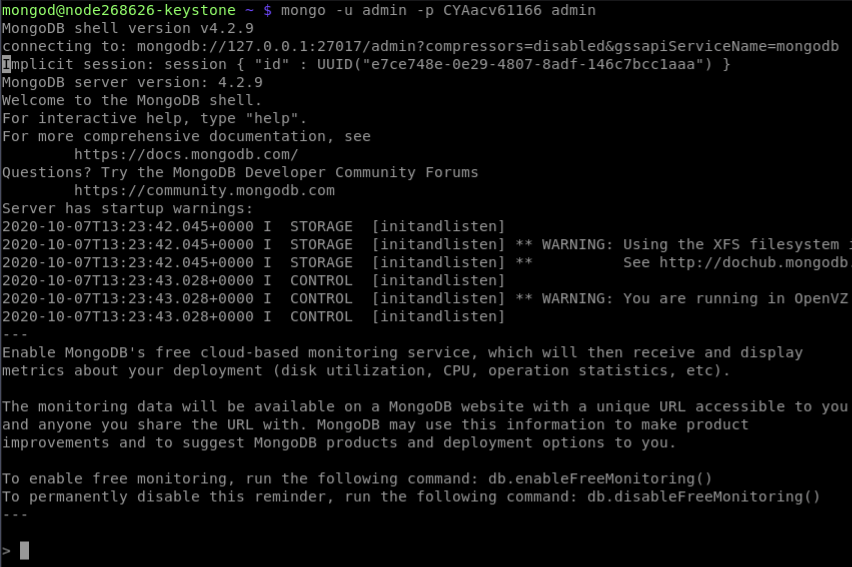 mongod@node268626-keystone ~ $ mongo -u admin -p CYAacv61166 admin
MongoDB shell version v4.2.9
connecting to: mongodb://127.0.0.1:27017/admin?compressors=disabled&gssapiServiceName=mongodb
Implicit session: session { "id" : UUID("e7ce748e-0e29-4807-8adf-146c7bcc1aaa") }
MongoDB server version: 4.2.9
Welcome to the MongoDB shell.
For interactive help, type "help".
For more comprehensive documentation, see
        https://docs.mongodb.com/
Questions? Try the MongoDB Developer Community Forums
        https://community.mongodb.com
Server has startup warnings:
2020-10-07T13:23:42.045+0000 I  STORAGE  [initandlisten]
2020-10-07T13:23:42.045+0000 I  STORAGE  [initandlisten] ** WARNING: Using the XFS filesystem i
2020-10-07T13:23:42.045+0000 I  STORAGE  [initandlisten] **          See http://dochub.mongodb.
2020-10-07T13:23:43.028+0000 I  CONTROL  [initandlisten]
2020-10-07T13:23:43.028+0000 I  CONTROL  [initandlisten] ** WARNING: You are running in OpenVZ
2020-10-07T13:23:43.028+0000 I  CONTROL  [initandlisten]
---
Enable MongoDB's free cloud-based monitoring service, which will then receive and display
metrics about your deployment (disk utilization, CPU, operation statistics, etc).

The monitoring data will be available on a MongoDB website with a unique URL accessible to you
and anyone you share the URL with. MongoDB may use this information to make product
improvements and to suggest MongoDB products and deployment options to you.

To enable free monitoring, run the following command: db.enableFreeMonitoring()
To permanently disable this reminder, run the following command: db.disableFreeMonitoring()
---

>